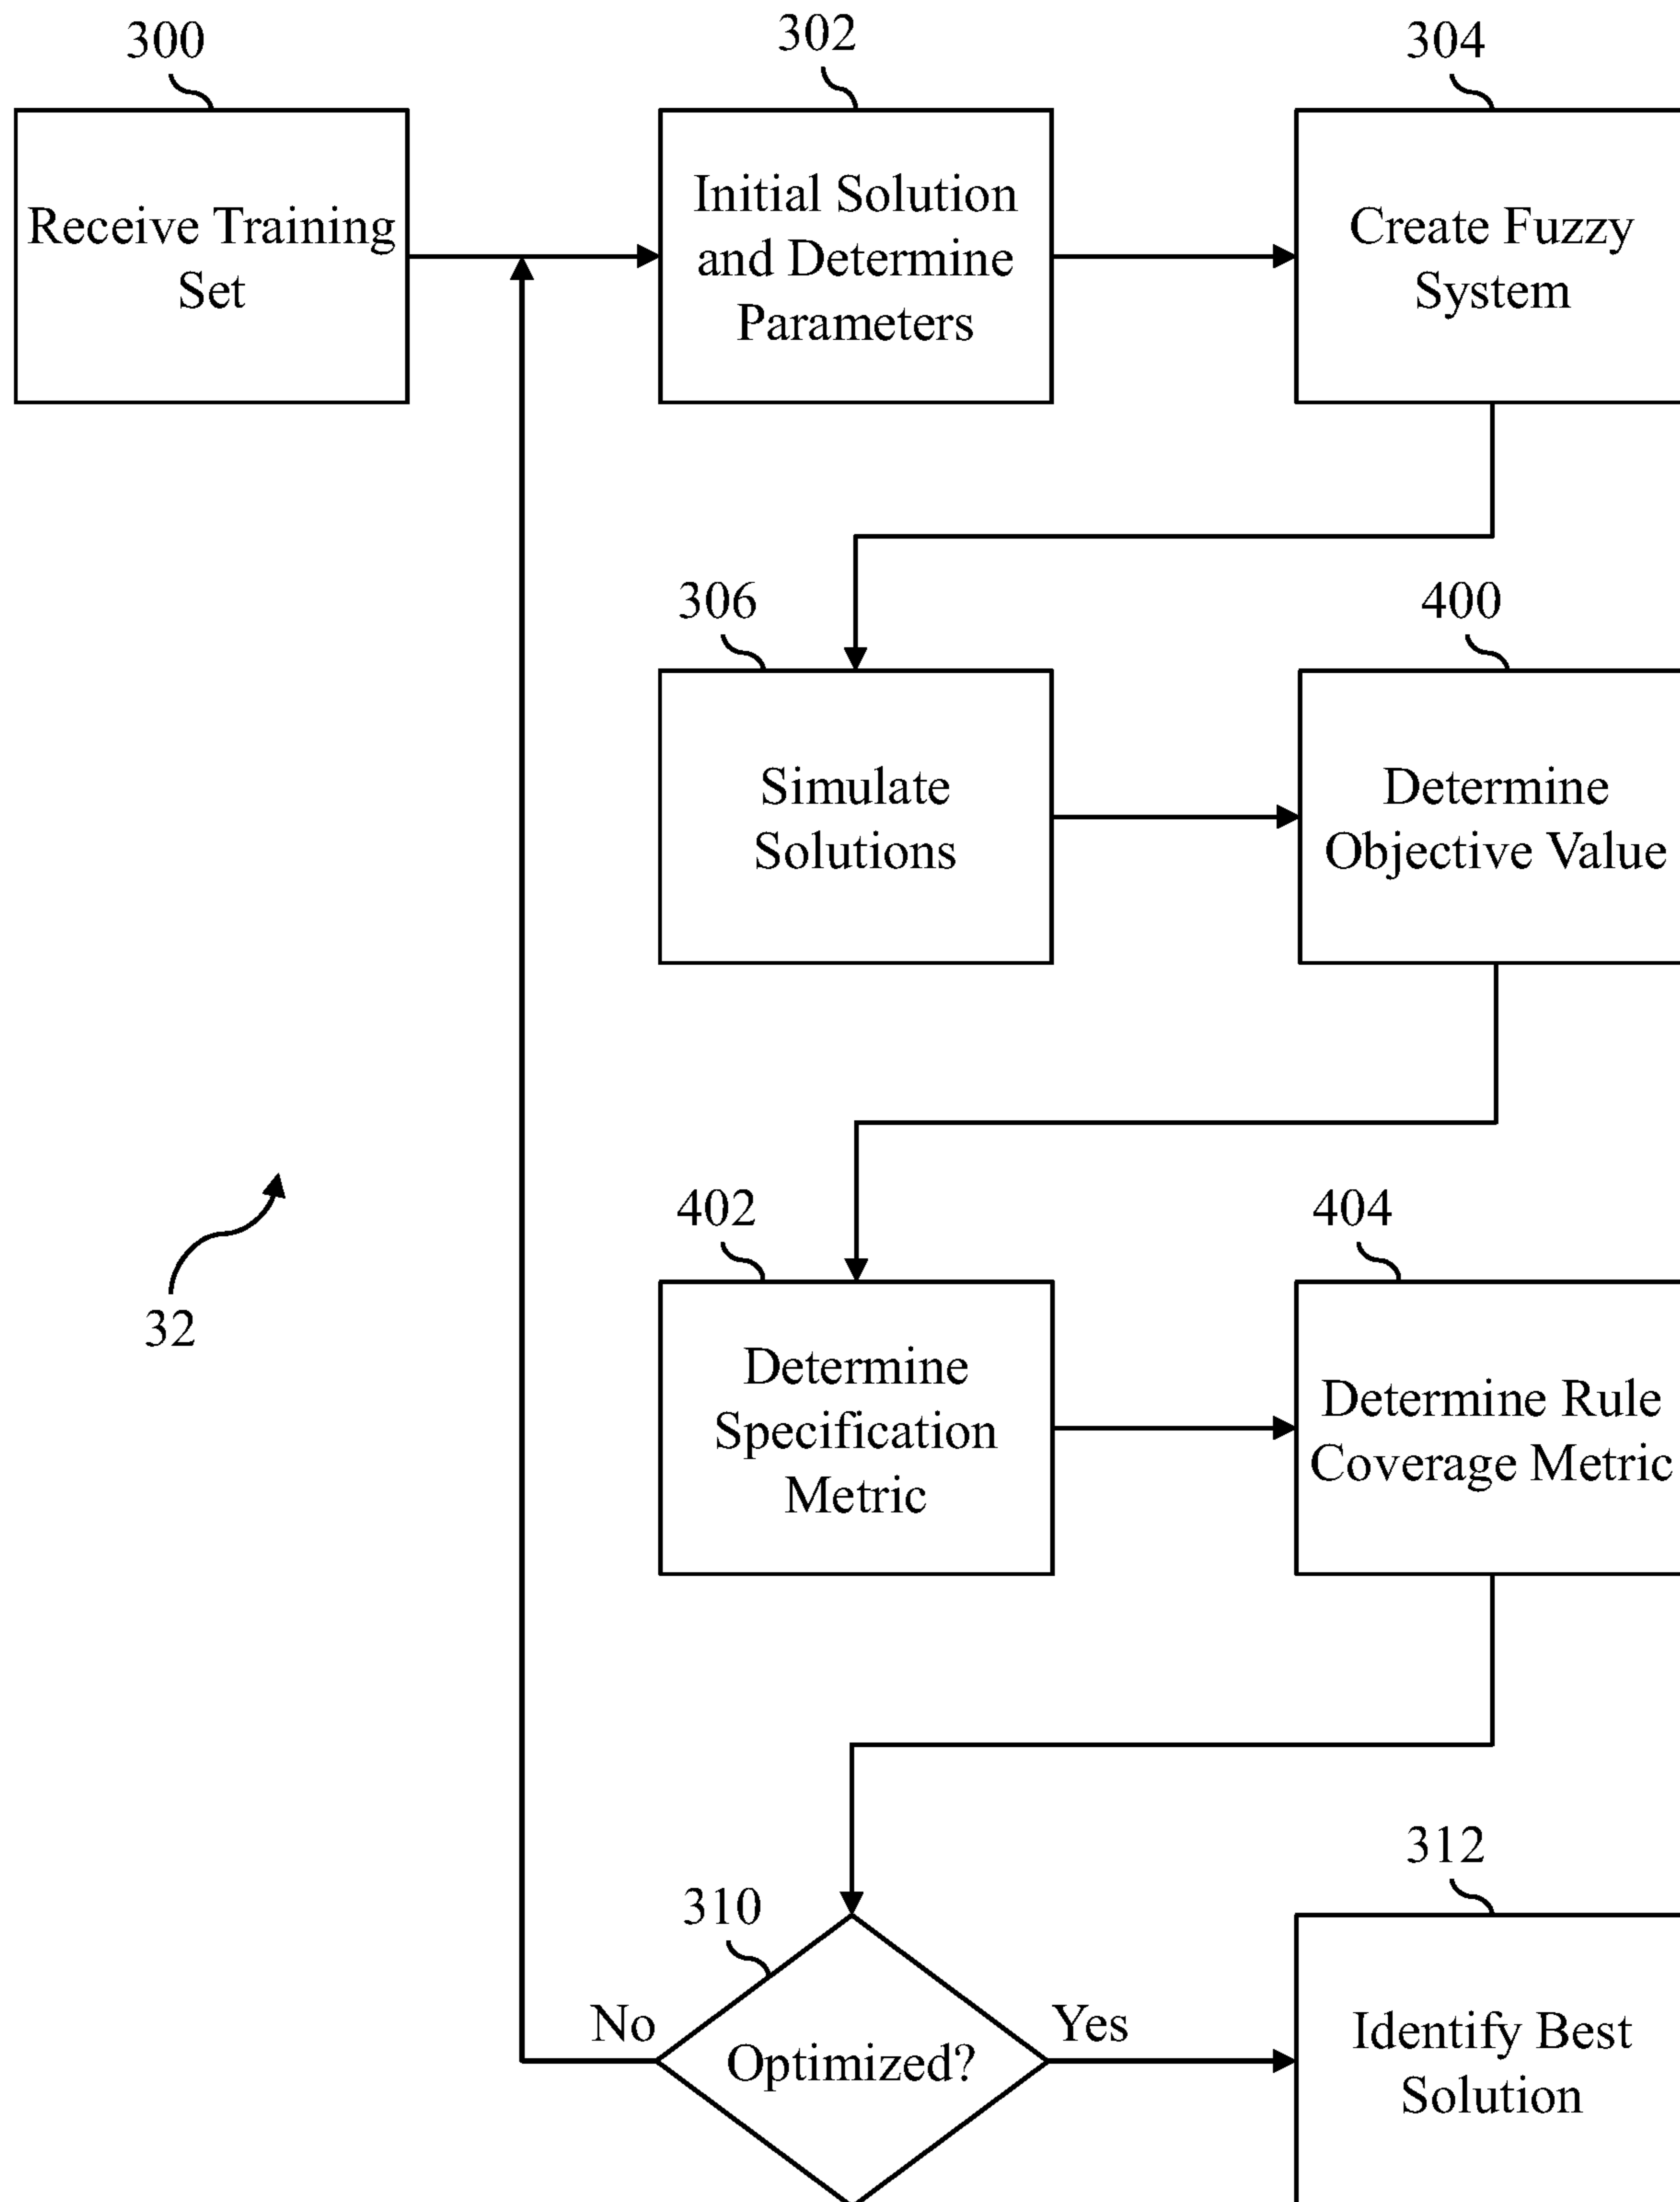 300
302
304
Receive Training
Set
Initial Solution
and Determine
Parameters
Create Fuzzy
System
306
400
Simulate
Solutions
Determine
Objective Value
402
404
32
Determine
Specification
Metric
Determine Rule
Coverage Metric
310
312
No
Yes
Optimized?
Identify Best
Solution